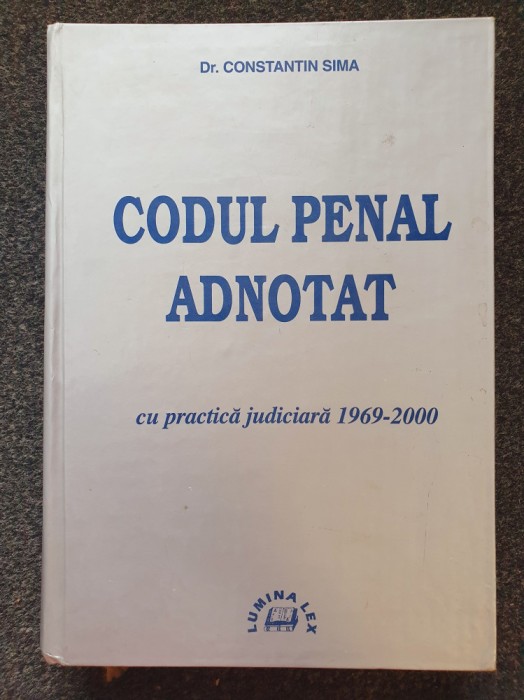 Dr. CONSTANTIN SIMA
CODUL PENAL
ADNOTAT
cu practică judiciară 1969-2000
LUMINA LEX